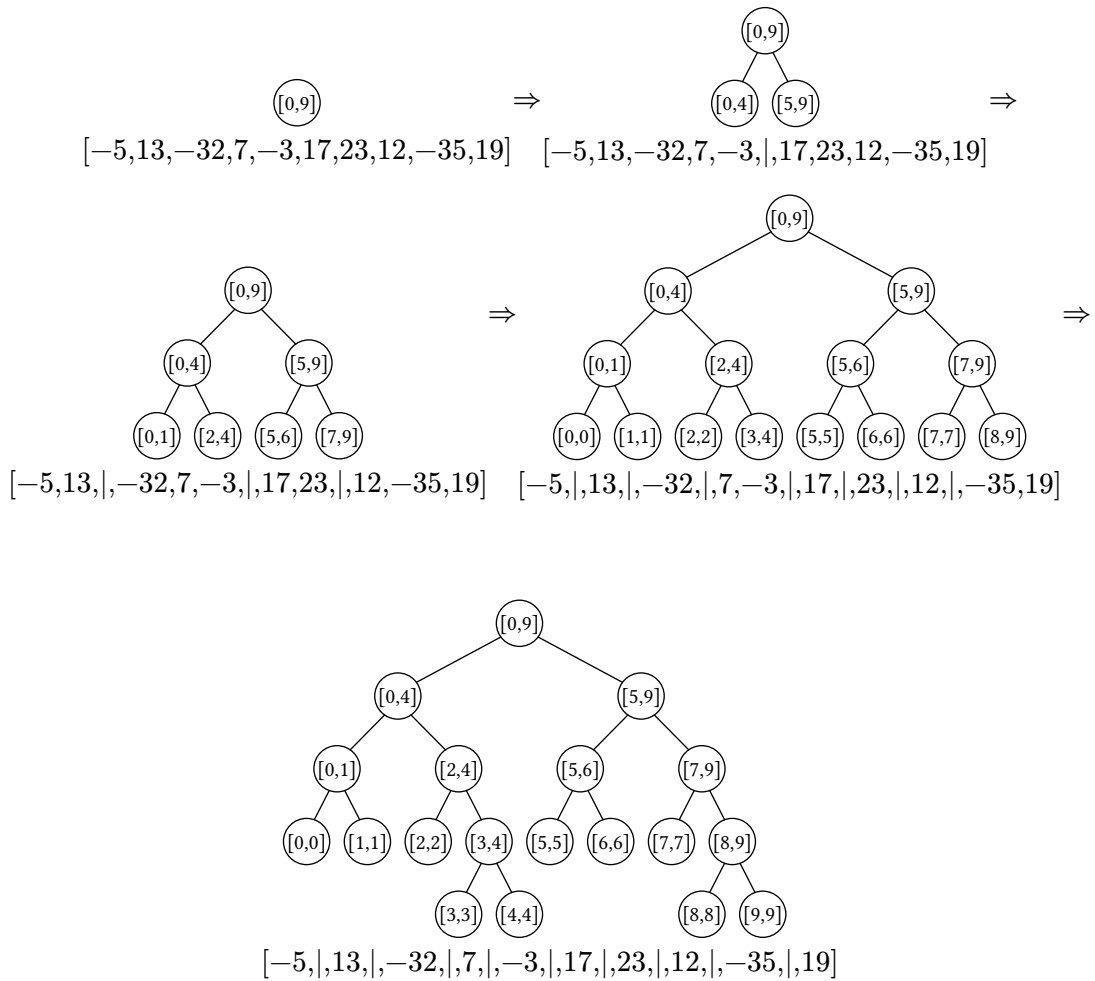 [0,9]
[0,9] ⇒ [0,4] [5,9] ⇒
[−5,13,−32,7,−3,17,23,12,−35,19] [−5,13,−32,7,−3,|,17,23,12,−35,19]
[0,9]
[0,9] [0,4] [5,9]
⇒ ⇒
[0,4] [5,9] [0,1] [2,4] [5,6] [7,9]
[0,1] [2,4] [5,6] [7,9] [0,0] [1,1] [2,2] [3,4] [5,5] [6,6] [7,7] [8,9]
[−5,13,|,−32,7,−3,|,17,23,|,12,−35,19] [−5,|,13,|,−32,|,7,−3,|,17,|,23,|,12,|,−35,19]
[0,9]
[0,4] [5,9]
[0,1] [2,4] [5,6] [7,9]
[0,0] [1,1] [2,2] [3,4] [5,5] [6,6] [7,7] [8,9]
[3,3] [4,4] [8,8] [9,9]
[−5,|,13,|,−32,|,7,|,−3,|,17,|,23,|,12,|,−35,|,19]